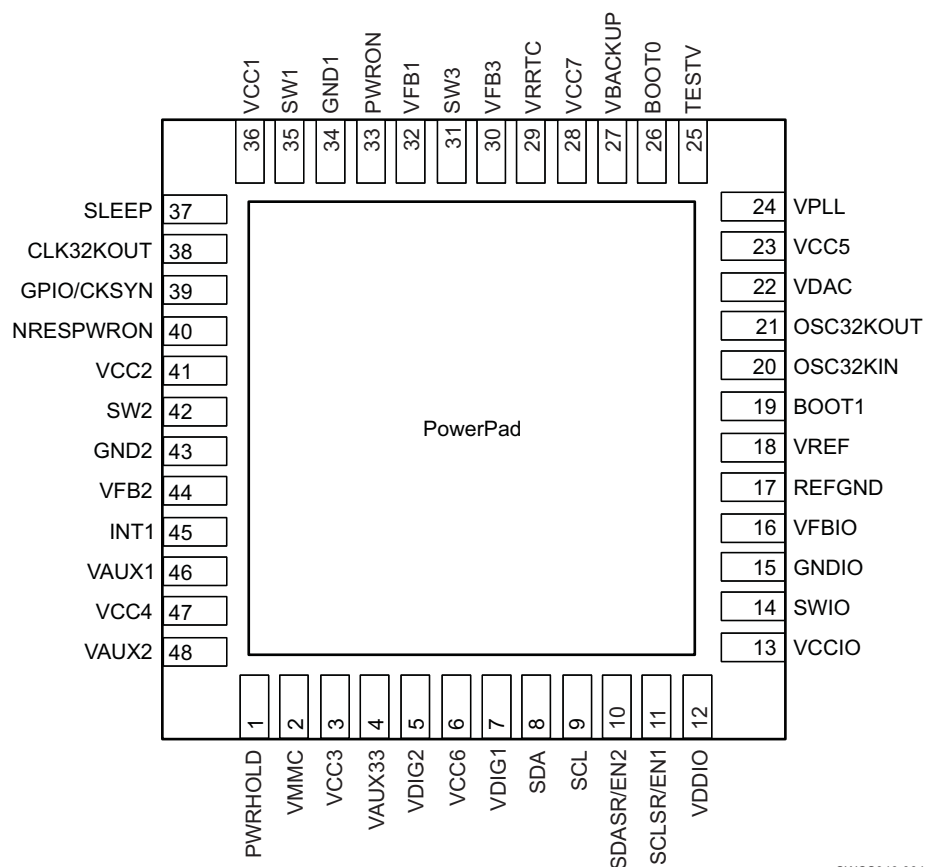 VCC1
SW1
GND1
PWRON
VFB1
SW3
VFB3
VRRTC
VCC7
VBACKUP
BOOT0
TESTV
36
35
34
33
32
31
30
29
28
27
26
25
SLEEP 37
CLK32KOUT 38
GPIO/CKSYN 39
NRESPWRON 40
VCC2 41
SW2 42
GND2 43
VFB2 44
INT1 45
VAUX1 46
VCC4 47
VAUX2 48
PowerPad
24 VPLL
23 VCC5
22 VDAC
21 OSC32KOUT
20 OSC32KIN
19 BOOT1
18 VREF
17 REFGND
16 VFBIO
15 GNDIO
14 SWIO
13 VCCIO
1
2
3
4
5
6
7
8
9
10
11
12
PWRHOLD
VMMC
VCC3
VAUX33
VDIG2
VCC6
VDIG1
SDA
SCL
SDASR/EN2
SCLSR/EN1
VDDIO